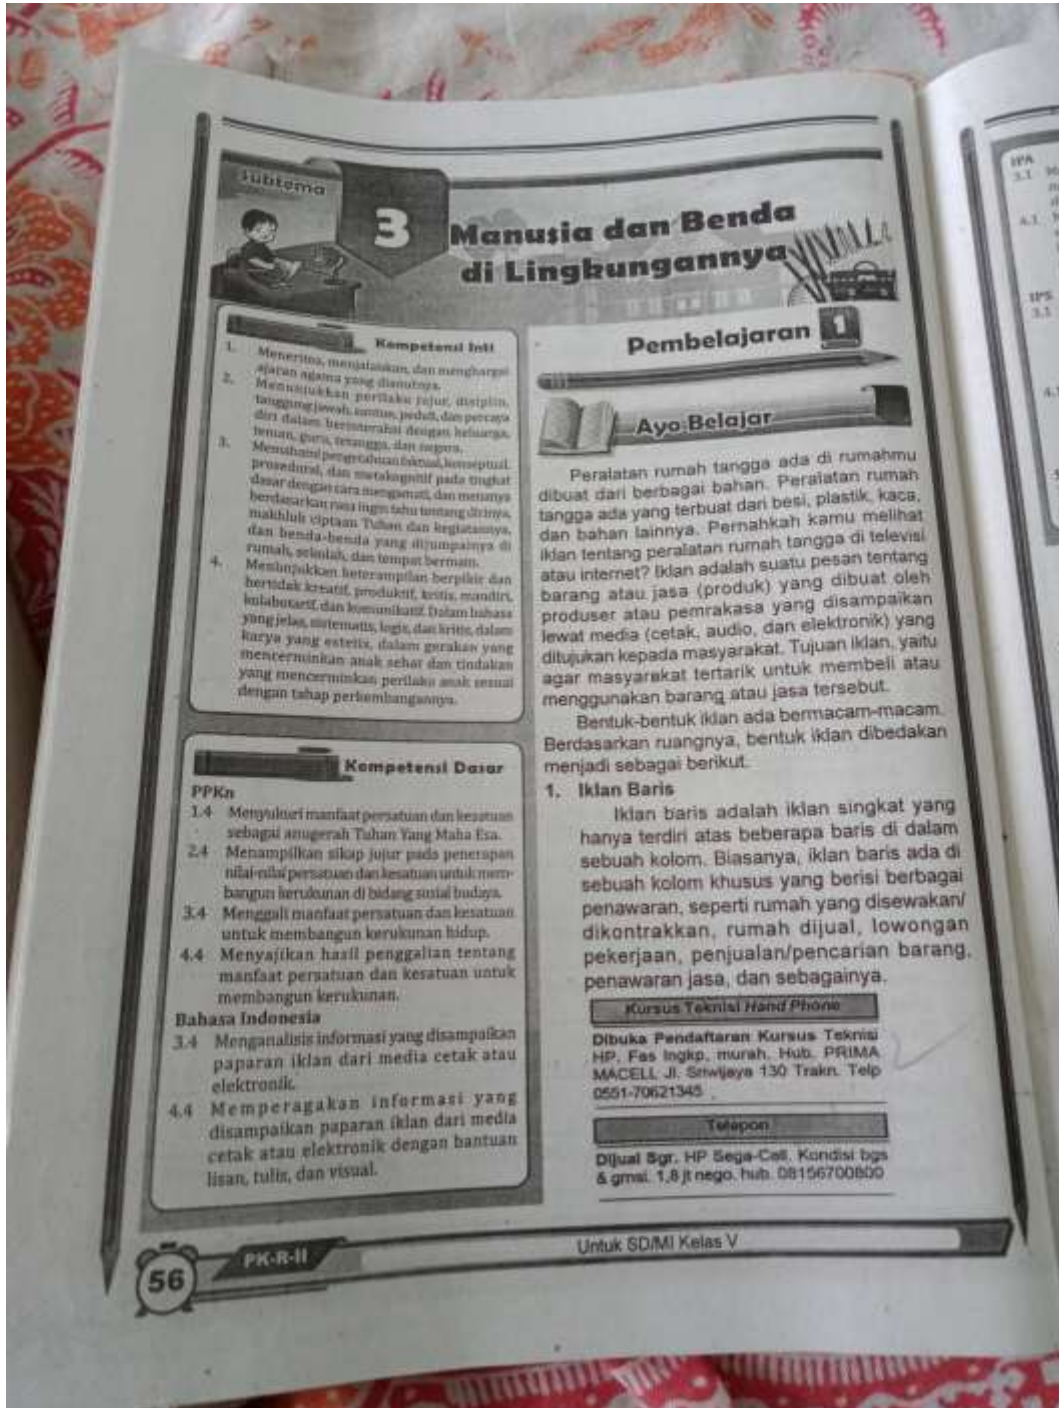 Subtema
3
Manusia dan Benda
di Lingkungannya
Kompetensi Inti
1. Menerima, menjalankan, dan menghargai
ajaran agama yang dianutnya.
2. Menunjukkan perilaku jujur, disiplin,
tanggung jawab, santun, peduli, dan percaya
diri dalam berinteraksi dengan keluarga,
teman, guru, tetangga, dan negara.
3. Memahami pengetahuan faktual, konseptual,
prosedural, dan metakognitif pada tingkat
dasar dengan cara mengamati, dan menanya
berdasarkan rasa ingin tahu tentang dirinya,
makhluk ciptaan Tuhan dan kegiatannya,
dan benda-benda yang dijumpainya di
rumah, sekolah, dan tempat bermain.
4. Menunjukkan keterampilan berpikir dan
bertidak kreatif, produktif, kritis, mandiri,
kolaboratif, dan komunikatif. Dalam bahasa
yang jelas, sistematis, logis, dan kritis, dalam
karya yang estetis, dalam gerakan yang
mencerminkan anak sehat dan tindakan
yang mencerminkan perilaku anak sesuai
dengan tahap perkembangannya.
Kompetensi Dasar
PPKn
1.4 Menyukuri manfaat persatuan dan kesatuan
sebagai anugerah Tuhan Yang Maha Esa.
2.4 Menampilkan sikap jujur pada penerapan
nilai-nilai persatuan dan kesatuan untuk mem-
bangun kerukunan di bidang sosial budaya.
3.4 Menggali manfaat persatuan dan kesatuan
untuk membangun kerukunan hidup.
4.4 Menyajikan hasil penggalian tentang
manfaat persatuan dan kesatuan untuk
membangun kerukunan.
Bahasa Indonesia
3.4 Menganalisis informasi yang disampaikan
paparan iklan dari media cetak atau
elektronik.
4.4 Memperagakan informasi yang
disampaikan paparan iklan dari media
cetak atau elektronik dengan bantuan
lisan, tulis, dan visual.
Pembelajaran 1
Ayo Belajar
Peralatan rumah tangga ada di rumahmu
dibuat dari berbagai bahan. Peralatan rumah
tangga ada yang terbuat dari besi, plastik, kaca,
dan bahan lainnya. Pernahkah kamu melihat
iklan tentang peralatan rumah tangga di televisi
atau internet? Iklan adalah suatu pesan tentang
barang atau jasa (produk) yang dibuat oleh
produser atau pemrakasa yang disampaikan
lewat media (cetak, audio, dan elektronik) yang
ditujukan kepada masyarakat. Tujuan iklan, yaitu
agar masyarakat tertarik untuk membeli atau
menggunakan barang atau jasa tersebut.
Bentuk-bentuk iklan ada bermacam-macam.
Berdasarkan ruangnya, bentuk iklan dibedakan
menjadi sebagai berikut.
1. Iklan Baris
Iklan baris adalah iklan singkat yang
hanya terdiri atas beberapa baris di dalam
sebuah kolom. Biasanya, iklan baris ada di
sebuah kolom khusus yang berisi berbagai
penawaran, seperti rumah yang disewakan/
dikontrakkan, rumah dijual, lowongan
pekerjaan, penjualan/pencarian barang,
penawaran jasa, dan sebagainya.
Kursus Teknisi Hand Phone
Dibuka Pendaftaran Kursus Teknisi
HP, Fas lngkp, murah. Hub. PRIMA
MACELL Jl. Sriwijaya 130 Trakn. Telp
0551-70621345
Telepon
Dijual Sgr, HP Sega-Cell, Kondisi bgs
& grnsi. 1,8 jt nego. hub. 08156700800
56
PK-R-II
Untuk SD/MI Kelas V
IPA
3.1
4.1
IPS
3.1